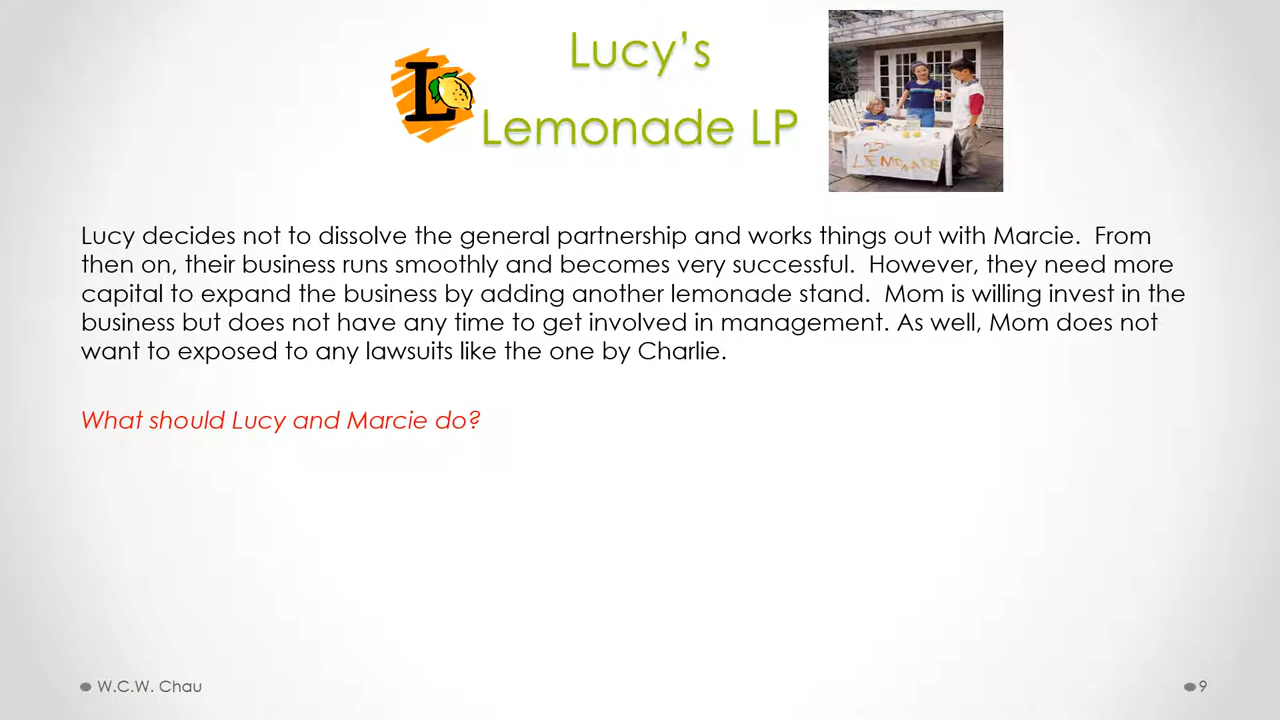 Lucy’s
Lemonade LP
L
25¢
LEMONADE
Lucy decides not to dissolve the general partnership and works things out with Marcie.  From
then on, their business runs smoothly and becomes very successful.  However, they need more
capital to expand the business by adding another lemonade stand.  Mom is willing invest in the
business but does not have any time to get involved in management. As well, Mom does not
want to exposed to any lawsuits like the one by Charlie.
What should Lucy and Marcie do?
W.C.W. Chau
9